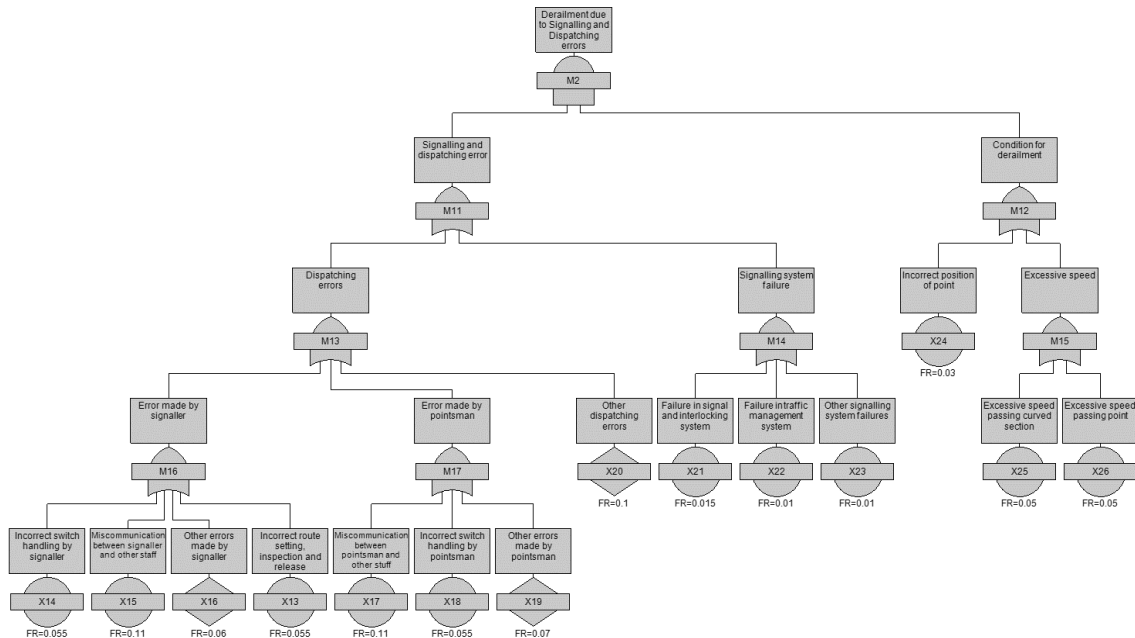 Derailment due
to Signalling and
Dispatching
errors
M2
Signalling and
dispatching error
M11
Condition for
derailment
M12
Dispatching
errors
M13
Signalling system
failure
M14
Incorrect position
of point
X24
FR=0.03
Excessive speed
M15
Error made by
signaller
M16
Error made by
pointsman
M17
Other
dispatching
errors
X20
FR=0.1
Failure in signal
and interlocking
system
X21
FR=0.015
Failure in traffic
management
system
X22
FR=0.01
Other signalling
system failures
X23
FR=0.01
Excessive speed
passing curved
section
X25
FR=0.05
Excessive speed
passing point
X26
FR=0.05
Incorrect switch
handling by
signaller
X14
FR=0.055
Miscommunication
between signaller
and other staff
X15
FR=0.11
Other errors
made by
signaller
X16
FR=0.06
Incorrect route
setting,
inspection and
release
X13
FR=0.055
Miscommunication
between
pointsman and
other stuff
X17
FR=0.11
Incorrect switch
handling by
pointsman
X18
FR=0.055
Other errors
made by
pointsman
X19
FR=0.07